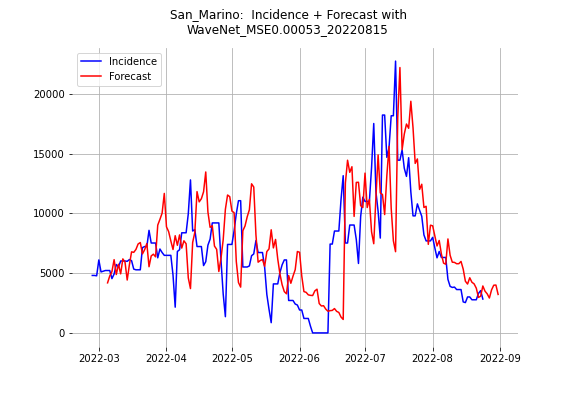 San_Marino:  Incidence + Forecast with
WaveNet_MSE0.00053_20220815
Incidence
Forecast
20000
15000
10000
5000
0
2022-03 2022-04 2022-05 2022-06 2022-07 2022-08 2022-09